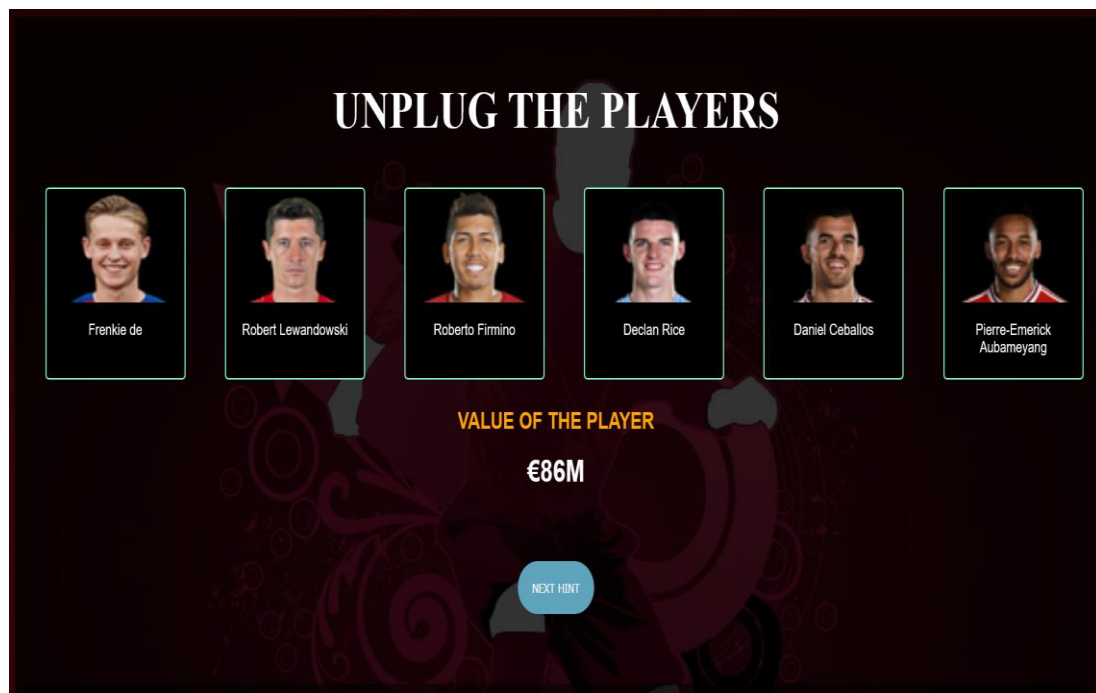 UNPLUG THE PLAYERS
Frenkie de
Robert Lewandowski
Roberto Firmino
Declan Rice
Daniel Ceballos
Pierre-Emerick
Aubameyang
VALUE OF THE PLAYER
€86M
NEXT HINT